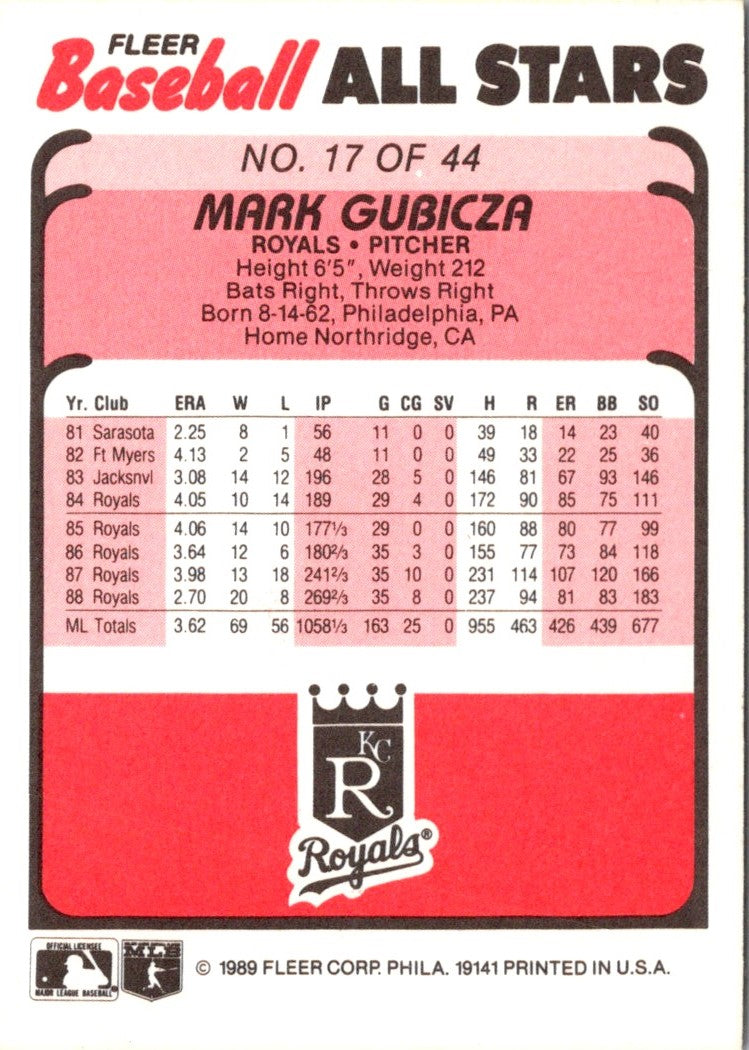 FLEER
Baseball ALL STARS
NO. 17 OF 44
MARK GUBICZA
ROYALS • PITCHER
Height 6'5", Weight 212
Bats Right, Throws Right
Born 8-14-62, Philadelphia, PA
Home Northridge, CA
Yr. Club ERA W L IP G CG SV H R ER BB SO
81 Sarasota 2.25 8 1 56 11 0 0 39 18 14 23 40
82 Ft Myers 4.13 2 5 48 11 0 0 49 33 22 25 36
83 Jacksnvl 3.08 14 12 196 28 5 0 146 81 67 93 146
84 Royals 4.05 10 14 189 29 4 0 172 90 85 75 111
85 Royals 4.06 14 10 177⅓ 29 0 0 160 88 80 77 99
86 Royals 3.64 12 6 180⅔ 35 3 0 155 77 73 84 118
87 Royals 3.98 13 18 241⅔ 35 10 0 231 114 107 120 166
88 Royals 2.70 20 8 269⅔ 35 8 0 237 94 81 83 183
ML Totals 3.62 69 56 1058⅓ 163 25 0 955 463 426 439 677
KC
R
Royals®
OFFICIAL LICENSEE
MAJOR LEAGUE BASEBALL
MLB
© 1989 FLEER CORP. PHILA. 19141 PRINTED IN U.S.A.